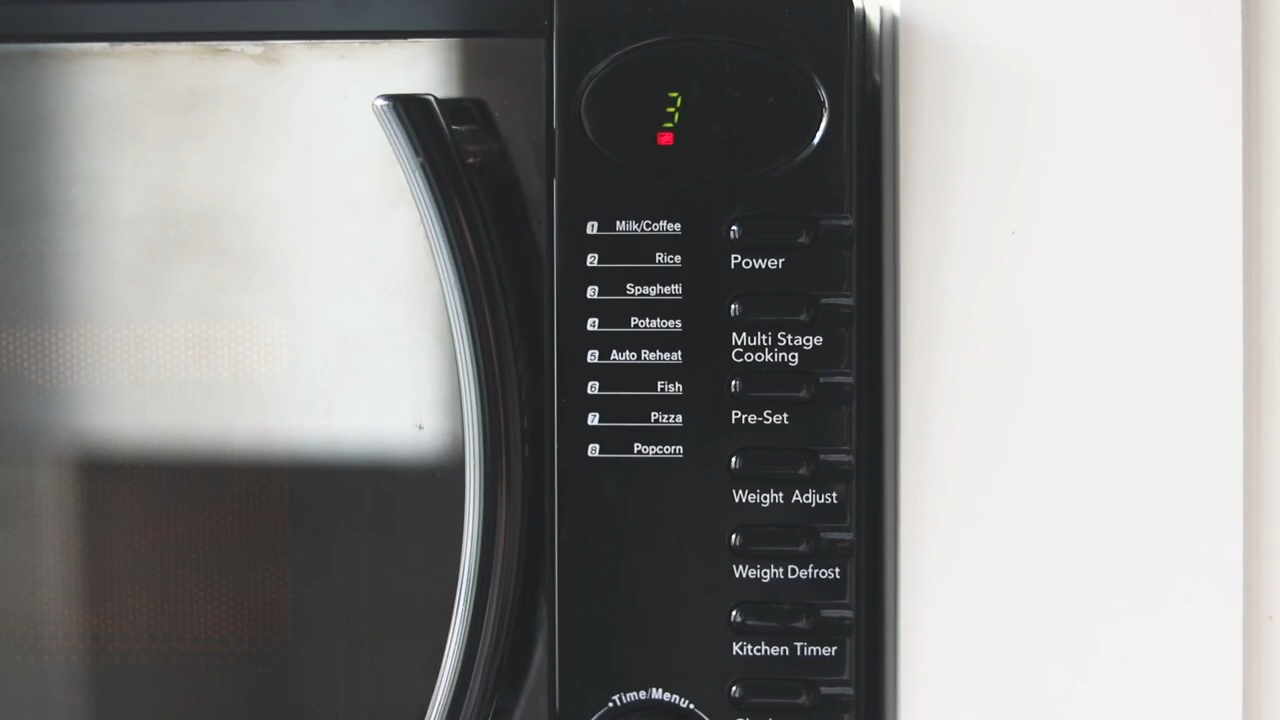 3
1 Milk/Coffee
2 Rice
3 Spaghetti
4 Potatoes
5 Auto Reheat
6 Fish
7 Pizza
8 Popcorn
Power
Multi Stage
Cooking
Pre-Set
Weight Adjust
Weight Defrost
Kitchen Timer
Time/Menu